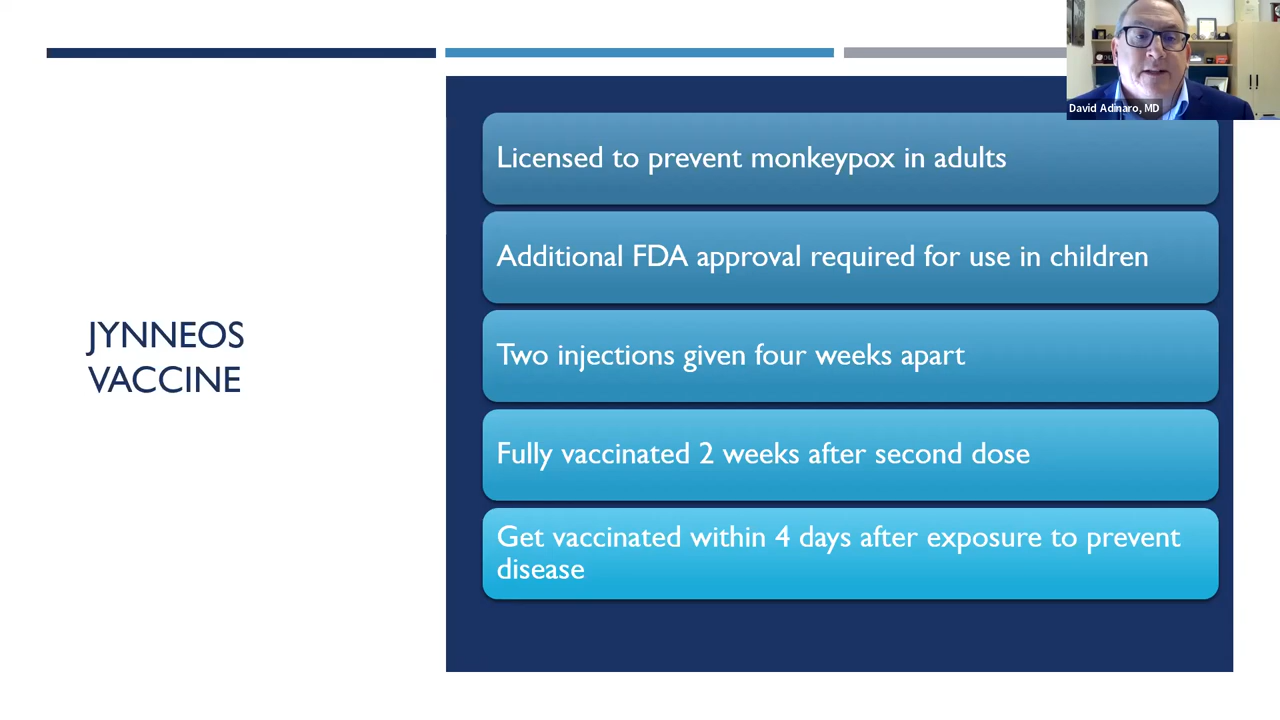 David Adinaro, MD
JYNNEOS
VACCINE
Licensed to prevent monkeypox in adults
Additional FDA approval required for use in children
Two injections given four weeks apart
Fully vaccinated 2 weeks after second dose
Get vaccinated within 4 days after exposure to prevent
disease